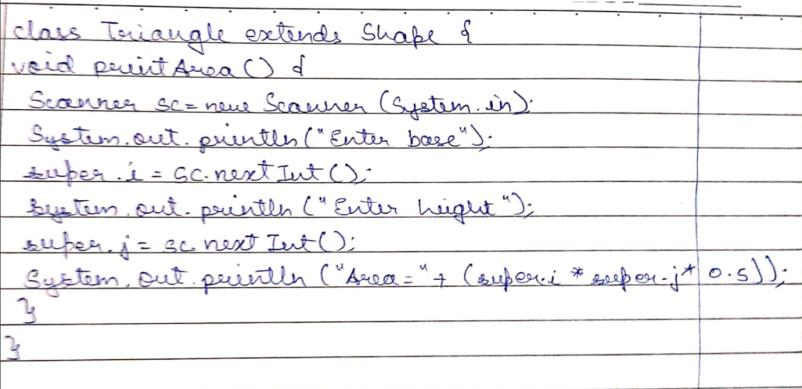 class Triangle extends Shape {
void printArea() {
Scanner sc = new Scanner (System.in);
System.out.println("Enter base");
super.i = sc.nextInt();
System.out.println("Enter height");
super.j = sc.nextInt();
System.out.println("Area=" + (super.i * super.j * 0.5));
}
}